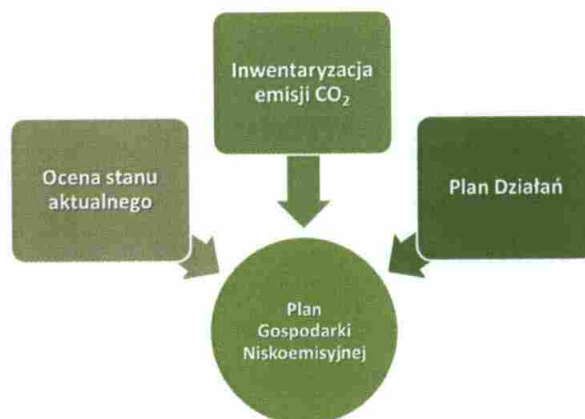 Inwentaryzacja
emisji CO₂
Ocena stanu
aktualnego
Plan Działań
Plan
Gospodarki
Niskoemisyjnej